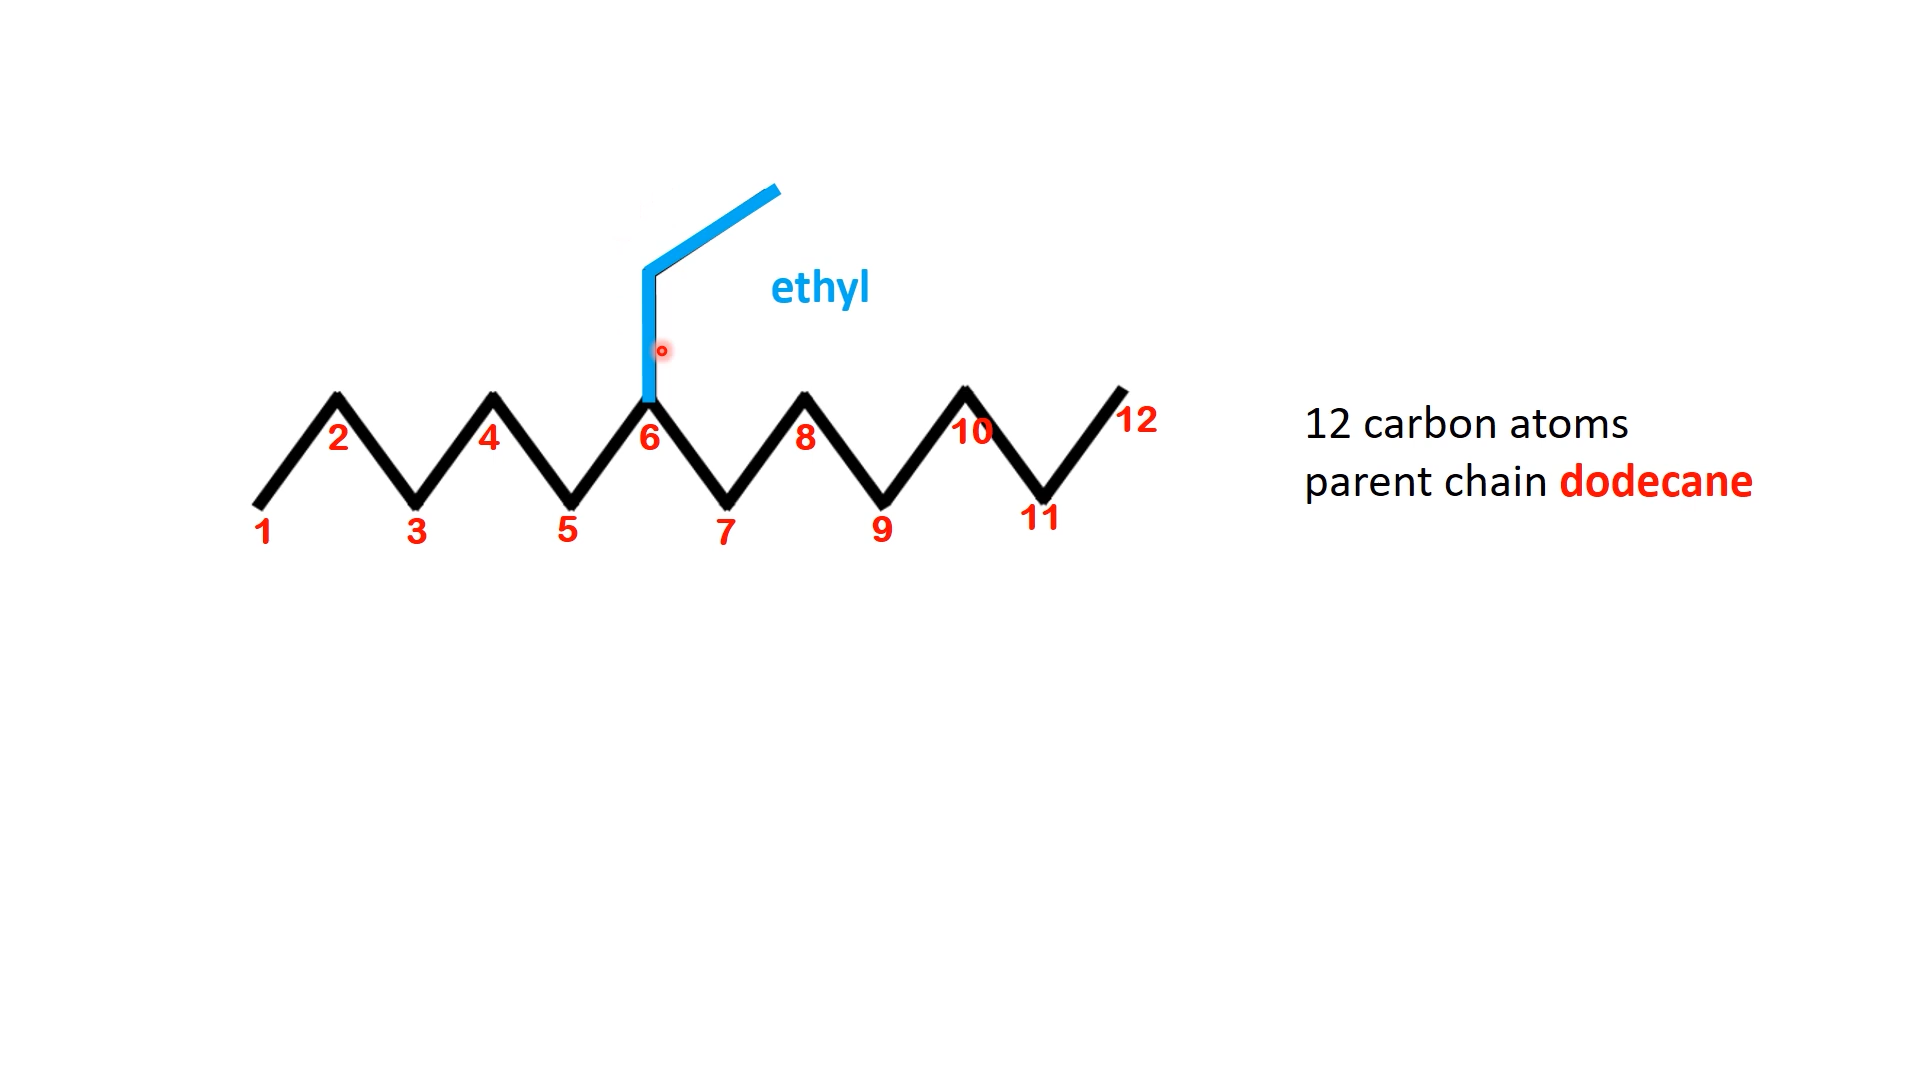 ethyl
2 4 6 8 10 12
1 3 5 7 9 11
12 carbon atoms
parent chain dodecane